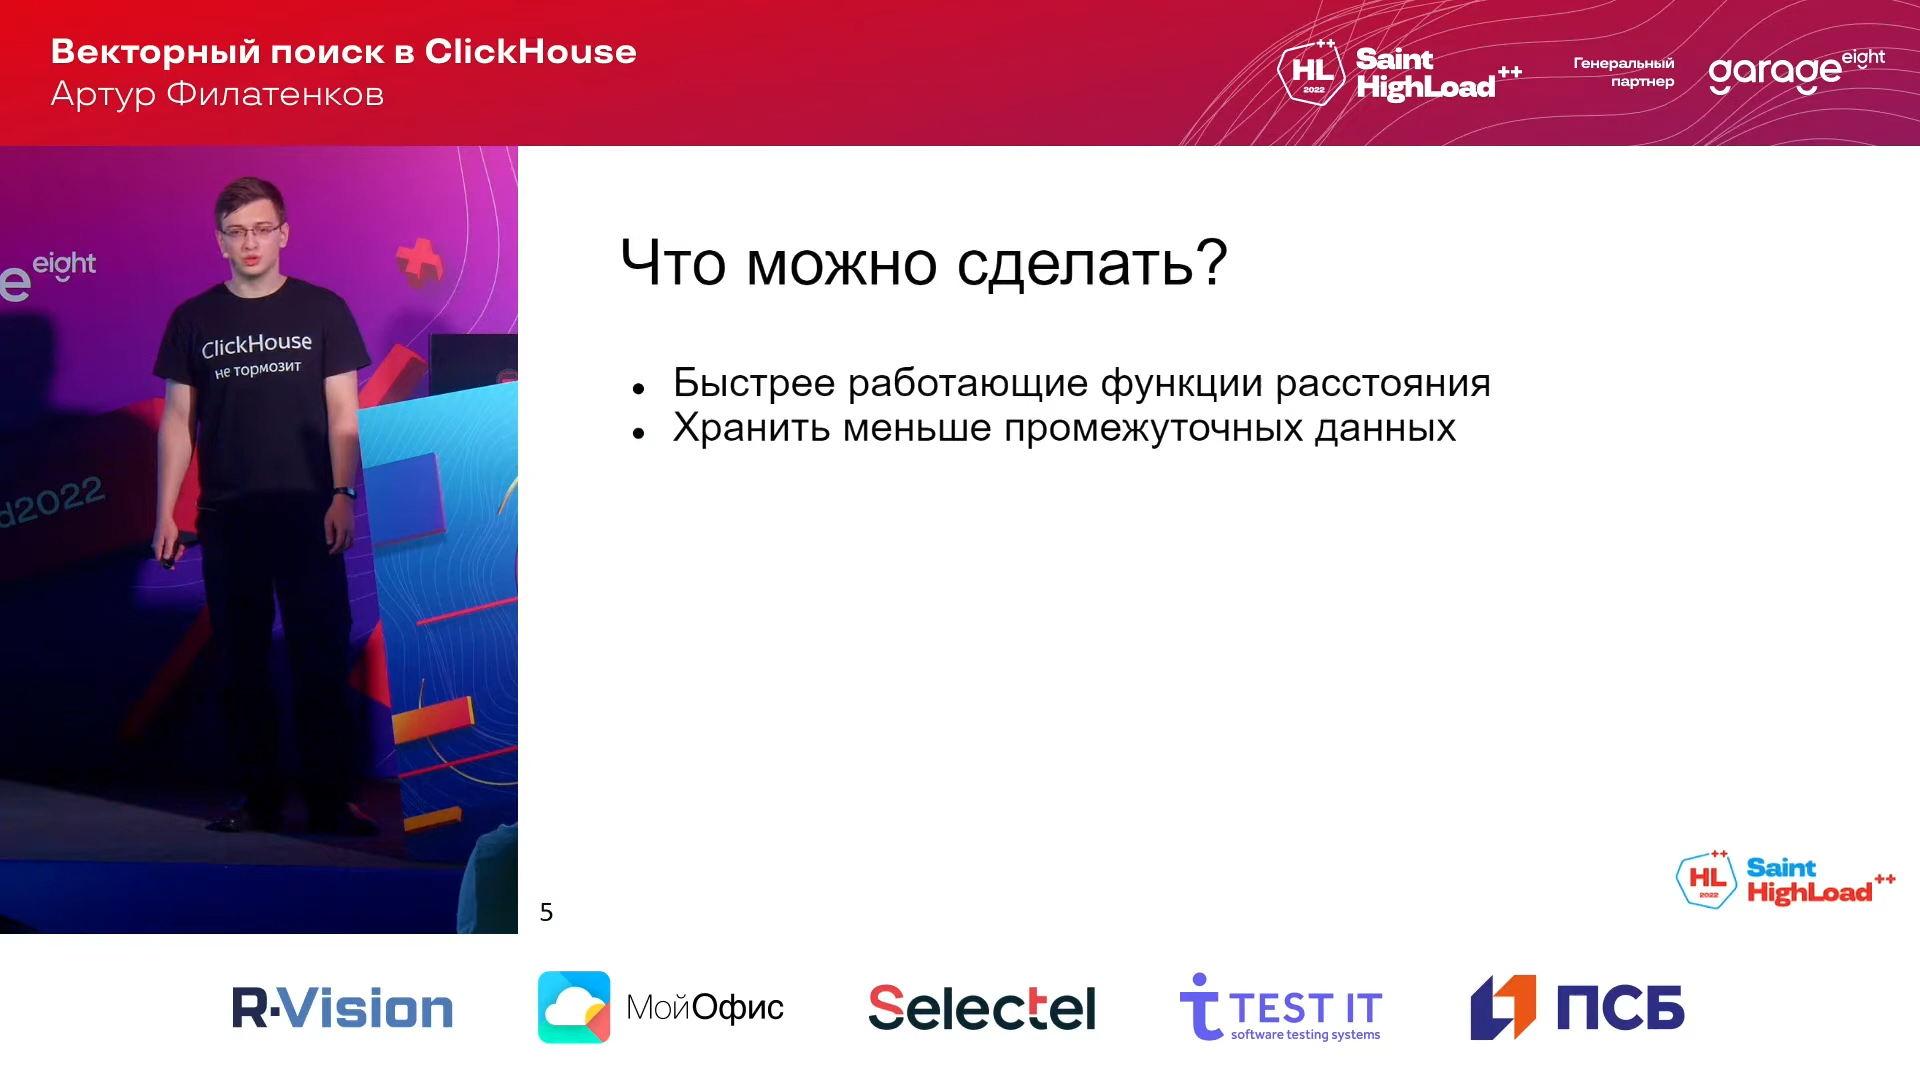 Векторный поиск в ClickHouse
Артур Филатенков
HL
2022
Saint
HighLoad++
Генеральный
партнер
garage eight
e eight
ClickHouse
не тормозит
d2022
Что можно сделать?
• Быстрее работающие функции расстояния
• Хранить меньше промежуточных данных
5
HL
2022
Saint
HighLoad++
R·Vision
МойОфис
Selectel
TEST IT
software testing systems
ПСБ